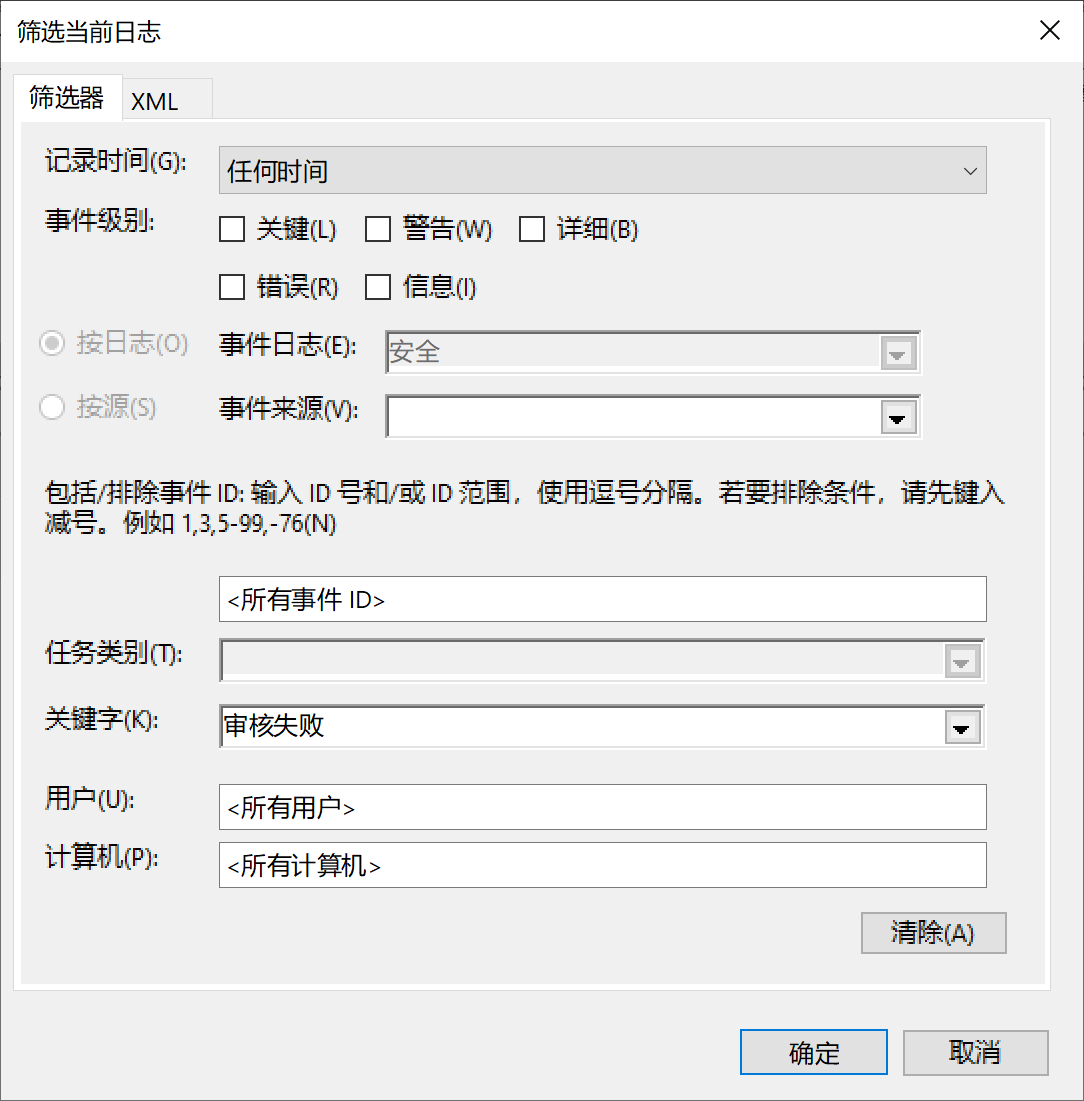 筛选当前日志
筛选器 XML
记录时间(G): 任何时间
事件级别: 关键(L) 警告(W) 详细(B)
错误(R) 信息(I)
按日志(O) 事件日志(E): 安全
按源(S) 事件来源(V):
包括/排除事件 ID: 输入 ID 号和/或 ID 范围，使用逗号分隔。若要排除条件，请先键入
减号。例如 1,3,5-99,-76(N)
<所有事件 ID>
任务类别(T):
关键字(K): 审核失败
用户(U): <所有用户>
计算机(P): <所有计算机>
清除(A)
确定 取消